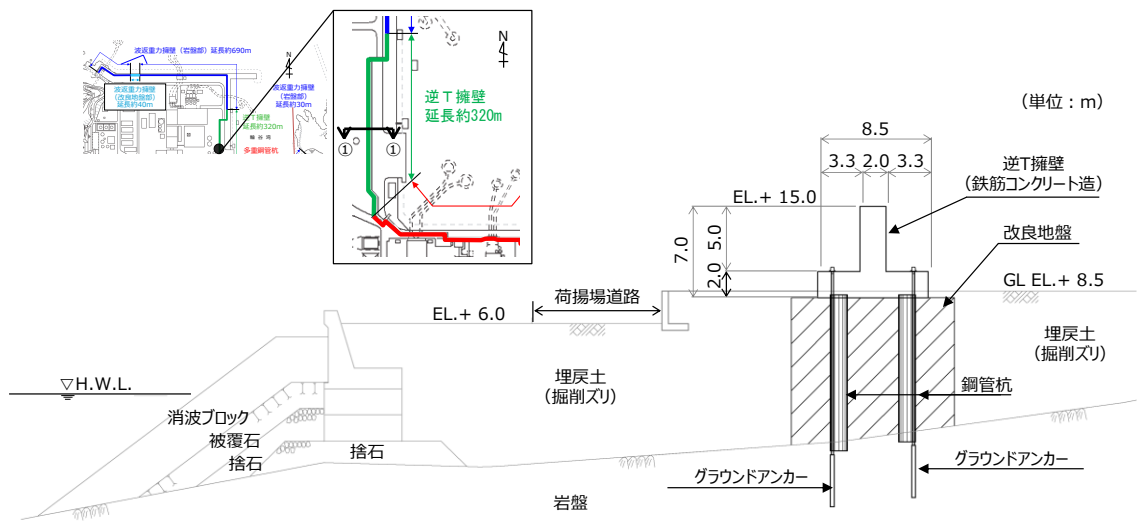 波返重力擁壁（岩盤部）延長約690m
N
波返重力擁壁
（改良地盤部）
延長約40m
波返重力擁壁
（岩盤部）
延長約30m
逆T擁壁
延長約320m
輪谷湾
多重鋼管杭
N
逆T擁壁
延長約320m
①
①
（単位：m）
8.5
3.3
2.0
3.3
逆T擁壁
（鉄筋コンクリート造）
EL.+ 15.0
7.0
5.0
2.0
改良地盤
GL EL.+ 8.5
荷揚場道路
EL.+ 6.0
埋戻土
（掘削ズリ）
埋戻土
（掘削ズリ）
▽H.W.L.
鋼管杭
消波ブロック
被覆石
捨石
捨石
グラウンドアンカー
グラウンドアンカー
岩盤